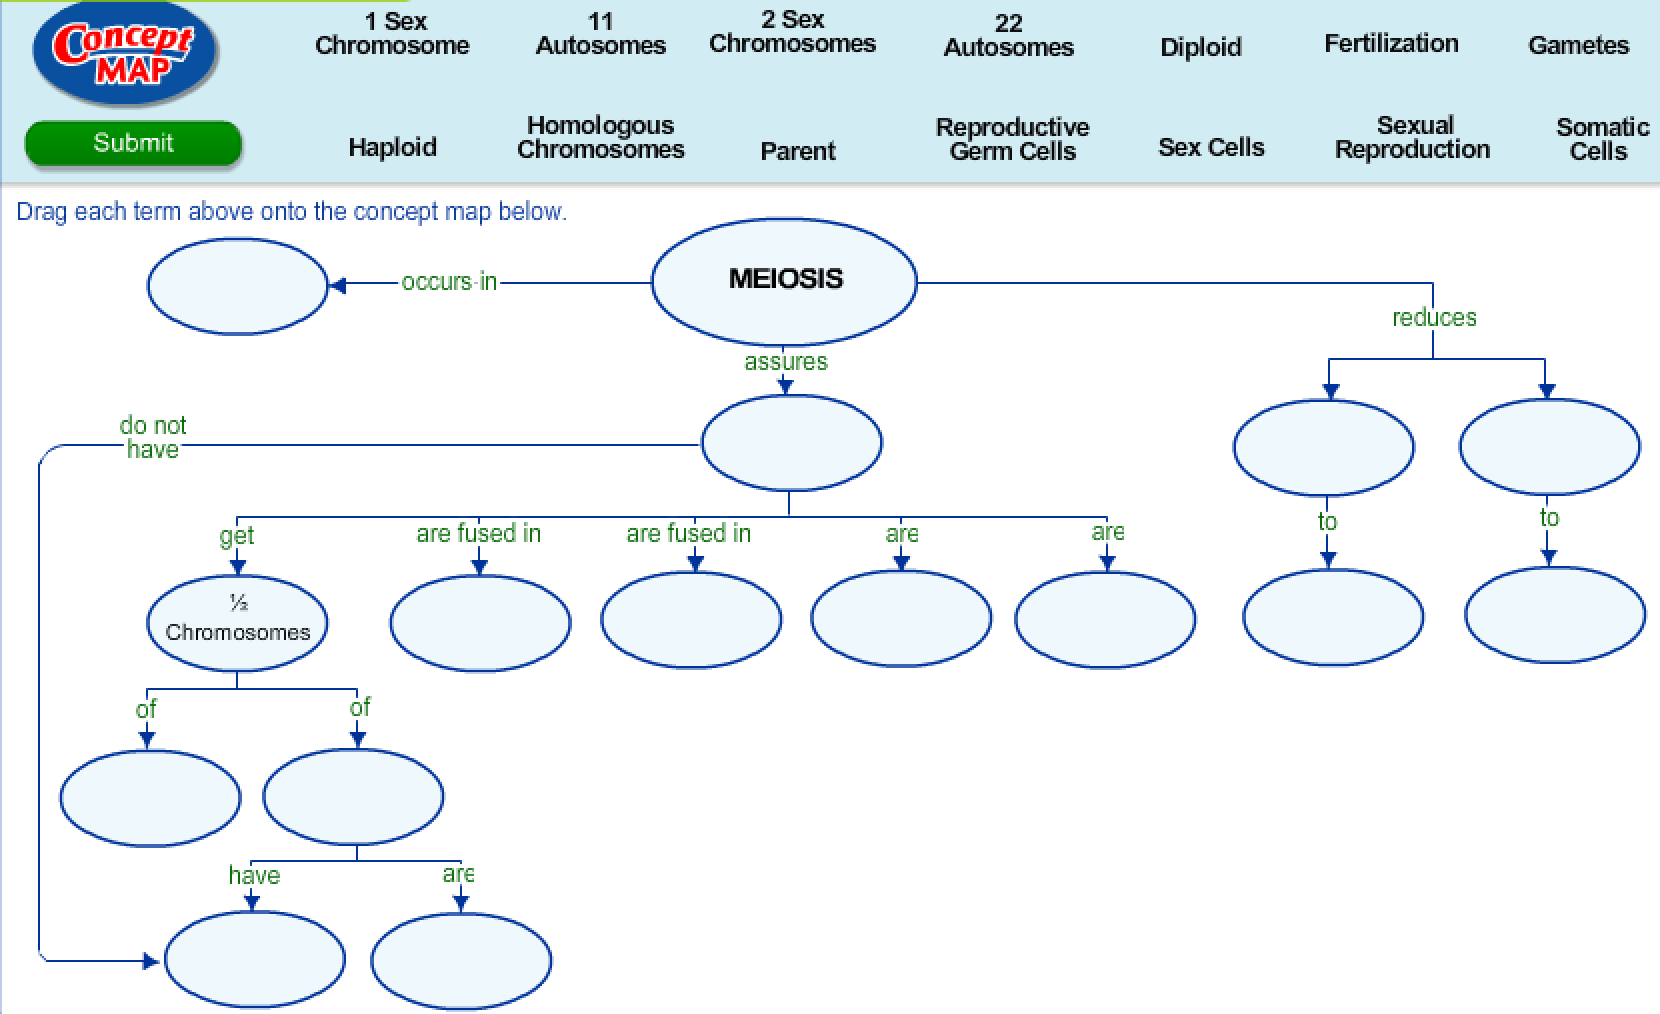 Concept
MAP
Submit
1 Sex
Chromosome
11
Autosomes
2 Sex
Chromosomes
22
Autosomes
Diploid
Fertilization
Gametes
Haploid
Homologous
Chromosomes
Parent
Reproductive
Germ Cells
Sex Cells
Sexual
Reproduction
Somatic
Cells
Drag each term above onto the concept map below.
occurs in
MEIOSIS
reduces
assures
do not
have
to
to
get
are fused in
are fused in
are
are
½
Chromosomes
of
of
have
are